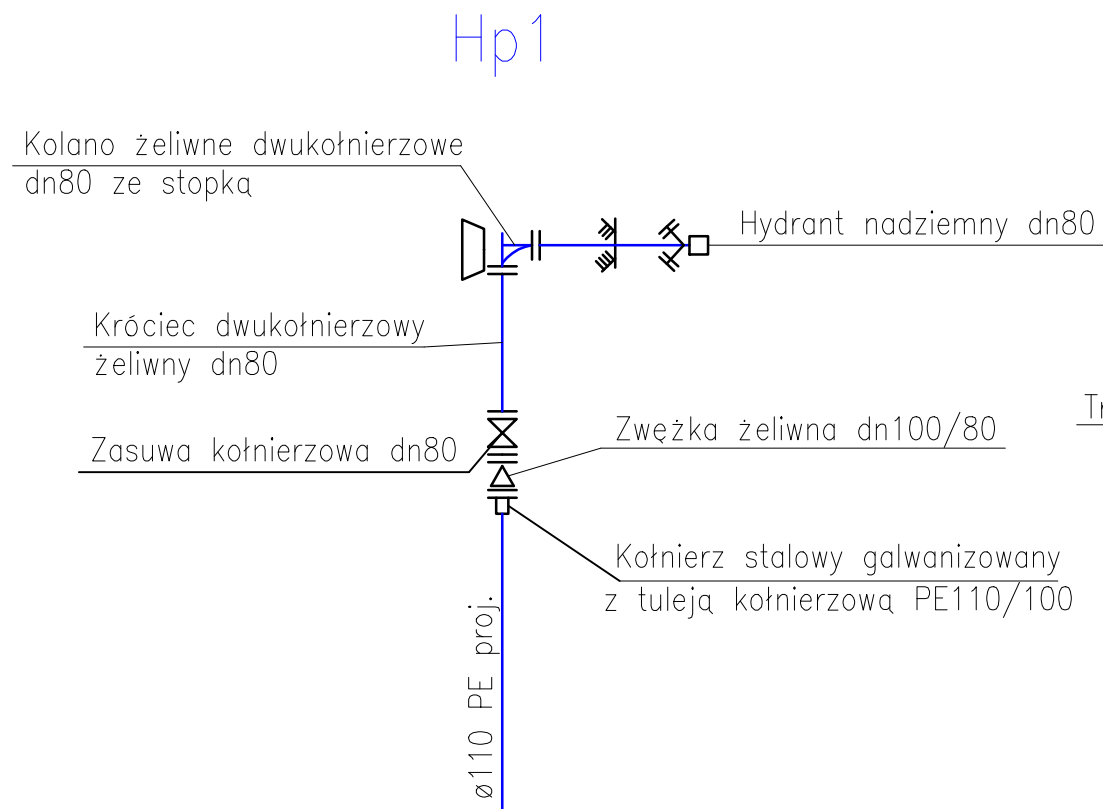 Hp1
Kolano żeliwne dwukołnierzowe
dn80 ze stopką
Hydrant nadziemny dn80
Króciec dwukołnierzowy
żeliwny dn80
Zasuwa kołnierzowa dn80
Zwężka żeliwna dn100/80
Kołnierz stalowy galwanizowany
z tuleją kołnierzową PE110/100
ø110 PE proj.